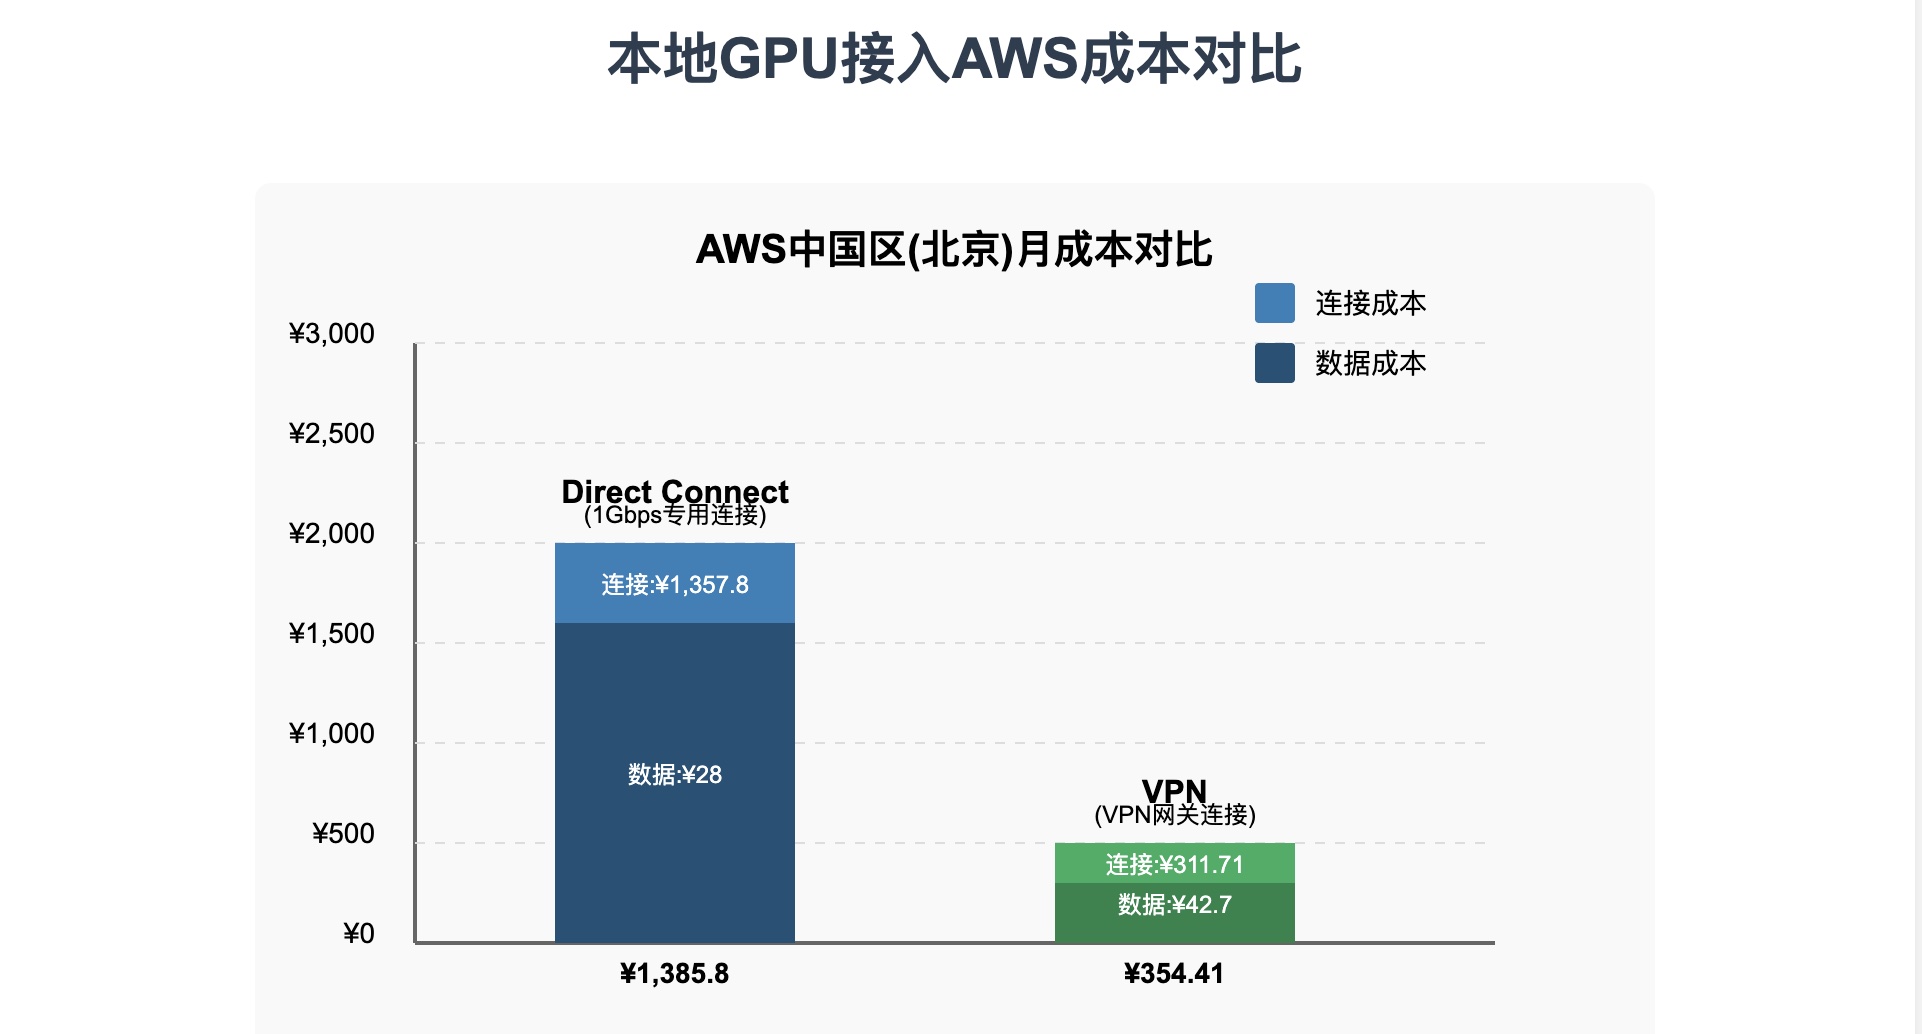 本地GPU接入AWS成本对比
AWS中国区(北京)月成本对比
连接成本
数据成本
¥3,000
¥2,500
¥2,000
¥1,500
¥1,000
¥500
¥0
Direct Connect
(1Gbps专用连接)
连接:¥1,357.8
数据:¥28
¥1,385.8
VPN
(VPN网关连接)
连接:¥311.71
数据:¥42.7
¥354.41